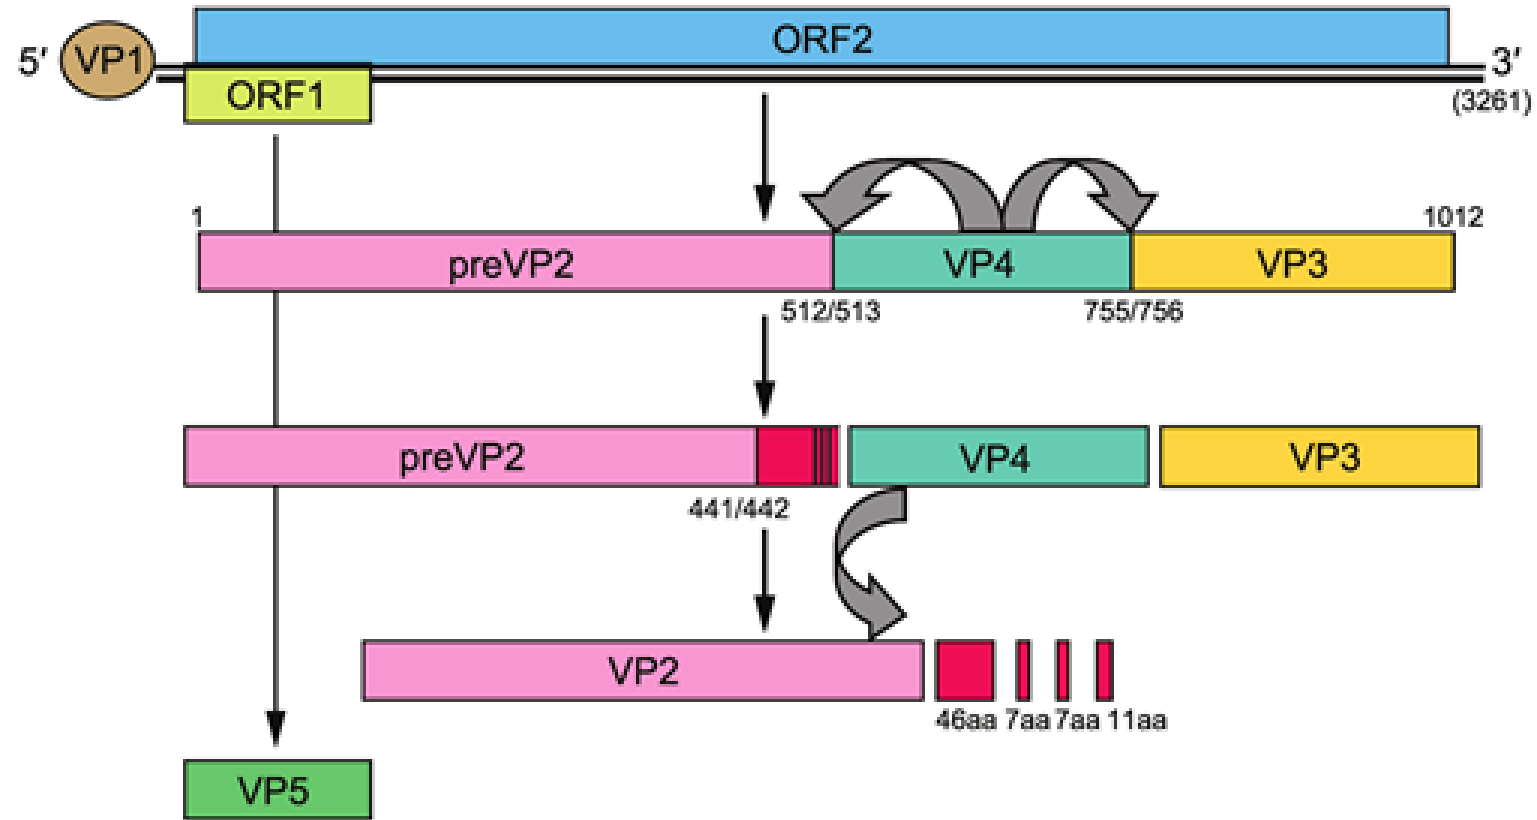 ORF2
5′ VP1 3′
ORF1 (3261)
1 1012
preVP2 VP4 VP3
512/513 755/756
preVP2 VP4 VP3
441/442
VP2
46aa 7aa 7aa 11aa
VP5